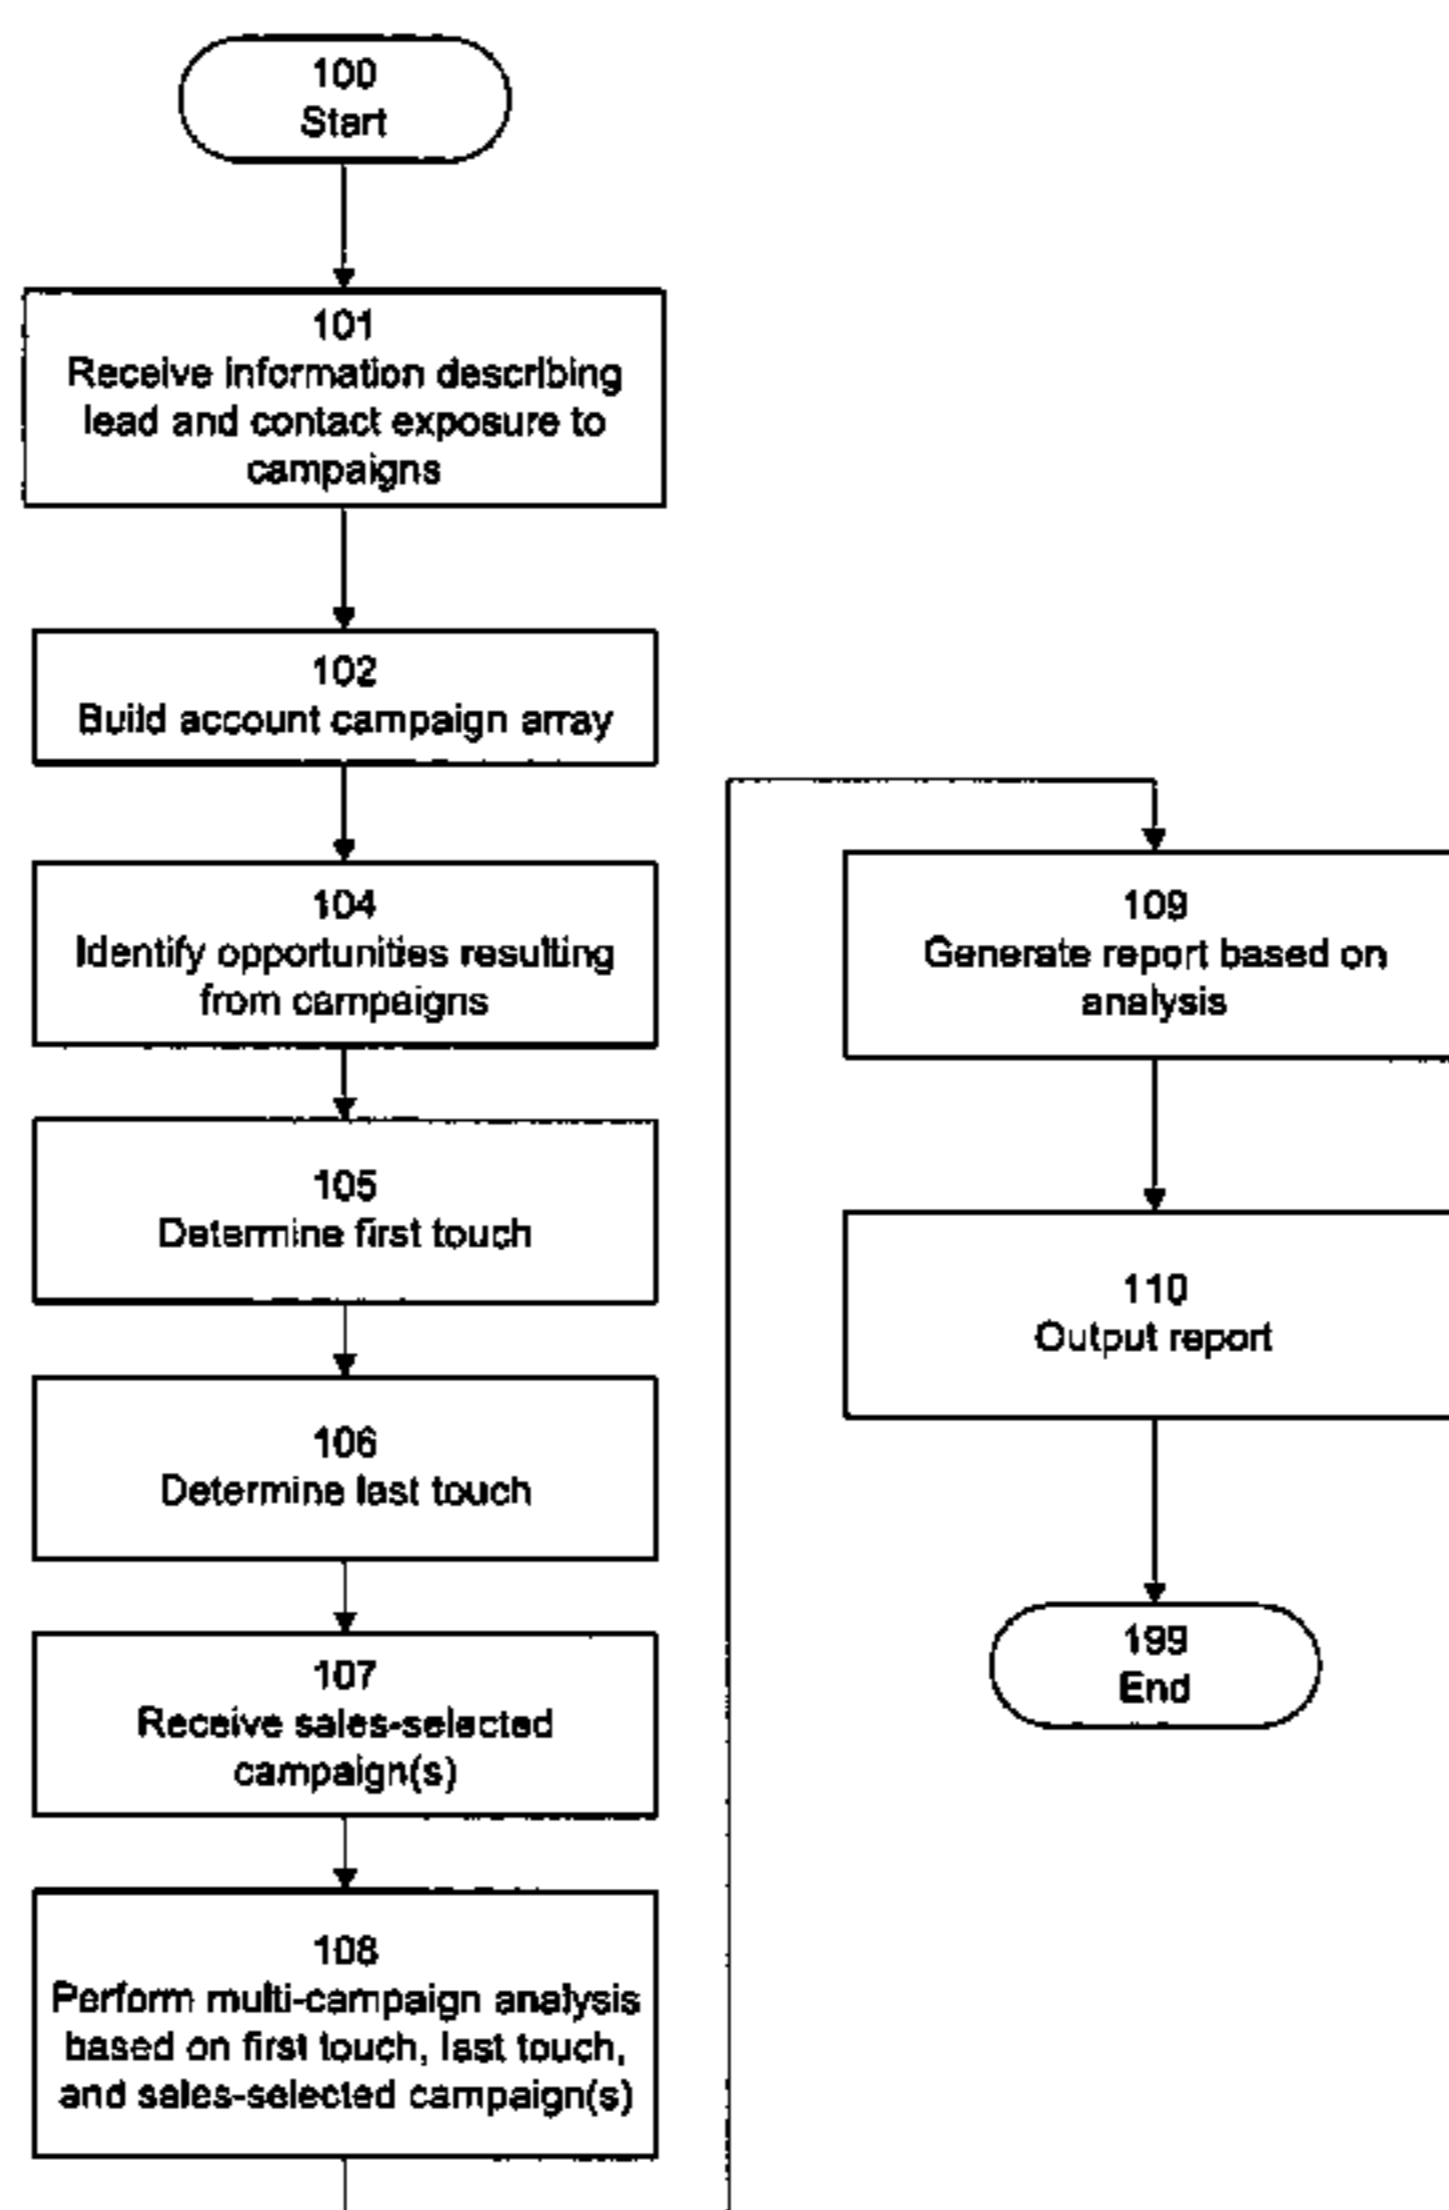 100
Start
101
Receive information describing
lead and contact exposure to
campaigns
102
Build account campaign array
104
Identify opportunities resulting
from campaigns
105
Determine first touch
106
Determine last touch
107
Receive sales-selected
campaign(s)
108
Perform multi-campaign analysis
based on first touch, last touch,
and sales-selected campaign(s)
109
Generate report based on
analysis
110
Output report
199
End